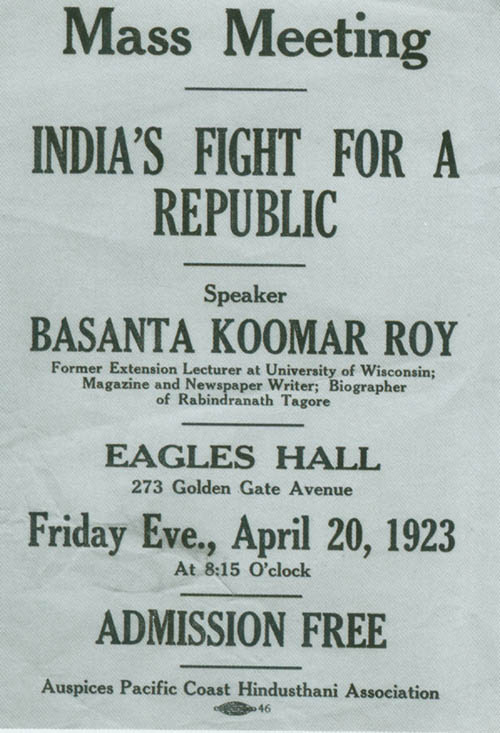 Mass Meeting
INDIA'S FIGHT FOR A
REPUBLIC
Speaker
BASANTA KOOMAR ROY
Former Extension Lecturer at University of Wisconsin;
Magazine and Newspaper Writer; Biographer
of Rabindranath Tagore
EAGLES HALL
273 Golden Gate Avenue
Friday Eve., April 20, 1923
At 8:15 O'clock
ADMISSION FREE
Auspices Pacific Coast Hindusthani Association
46